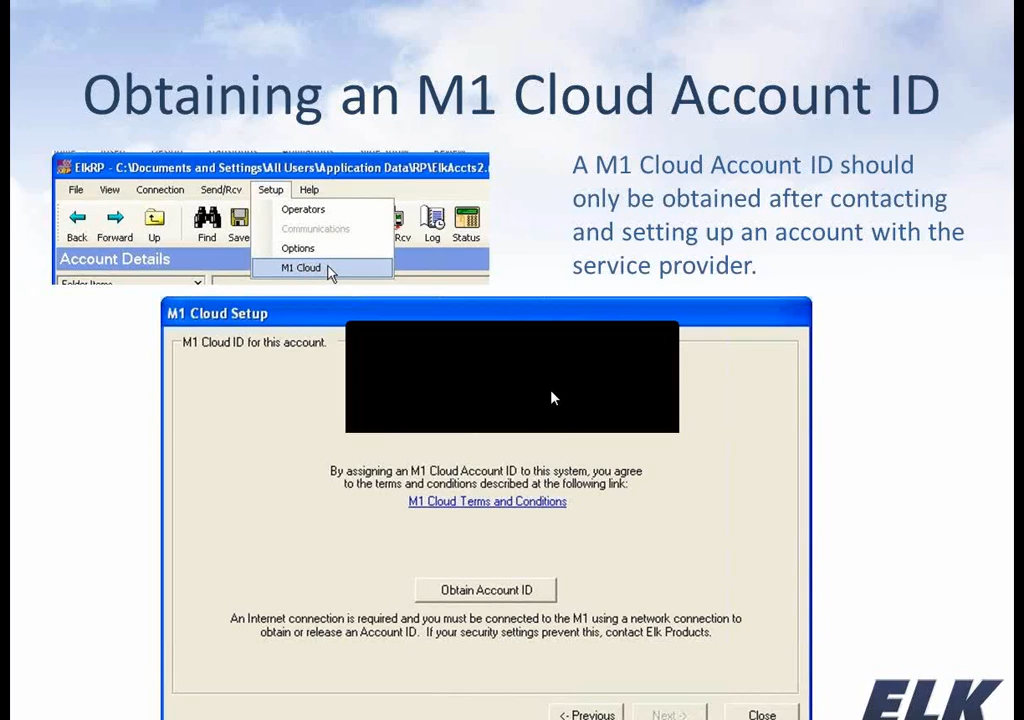 Obtaining an M1 Cloud Account ID
ElkRP - C:\Documents and Settings\All Users\Application Data\RP\ElkAccts2.
File View Connection Send/Rcv Setup Help
Operators
Communications
Options
M1 Cloud
Back Forward Up Find Save Rcv Log Status
Account Details
Folder Items
A M1 Cloud Account ID should
only be obtained after contacting
and setting up an account with the
service provider.
M1 Cloud Setup
M1 Cloud ID for this account.
By assigning an M1 Cloud Account ID to this system, you agree
to the terms and conditions described at the following link:
M1 Cloud Terms and Conditions
Obtain Account ID
An Internet connection is required and you must be connected to the M1 using a network connection to
obtain or release an Account ID. If your security settings prevent this, contact Elk Products.
<- Previous Next -> Close
ELK